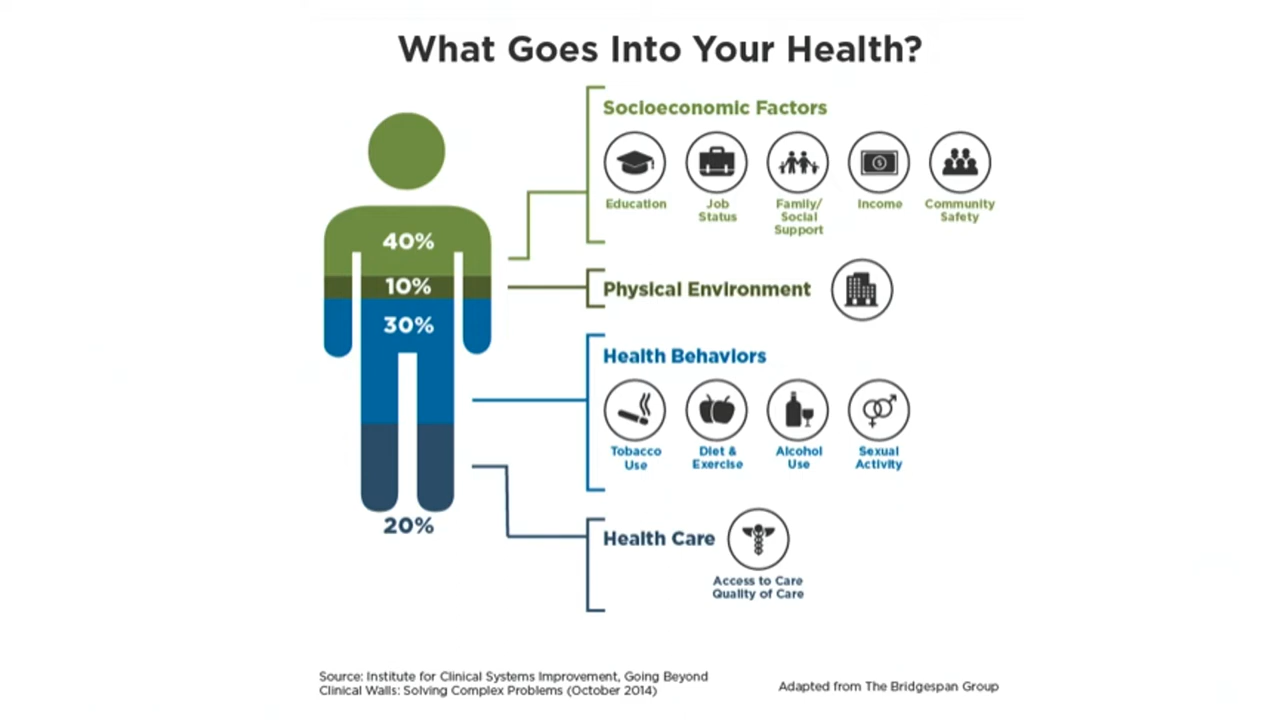 What Goes Into Your Health?
Socioeconomic Factors
Education
Job
Status
Family/
Social
Support
Income
Community
Safety
40%
10%
Physical Environment
30%
Health Behaviors
Tobacco
Use
Diet &
Exercise
Alcohol
Use
Sexual
Activity
20%
Health Care
Access to Care
Quality of Care
Source: Institute for Clinical Systems Improvement, Going Beyond
Clinical Walls: Solving Complex Problems (October 2014)
Adapted from The Bridgespan Group